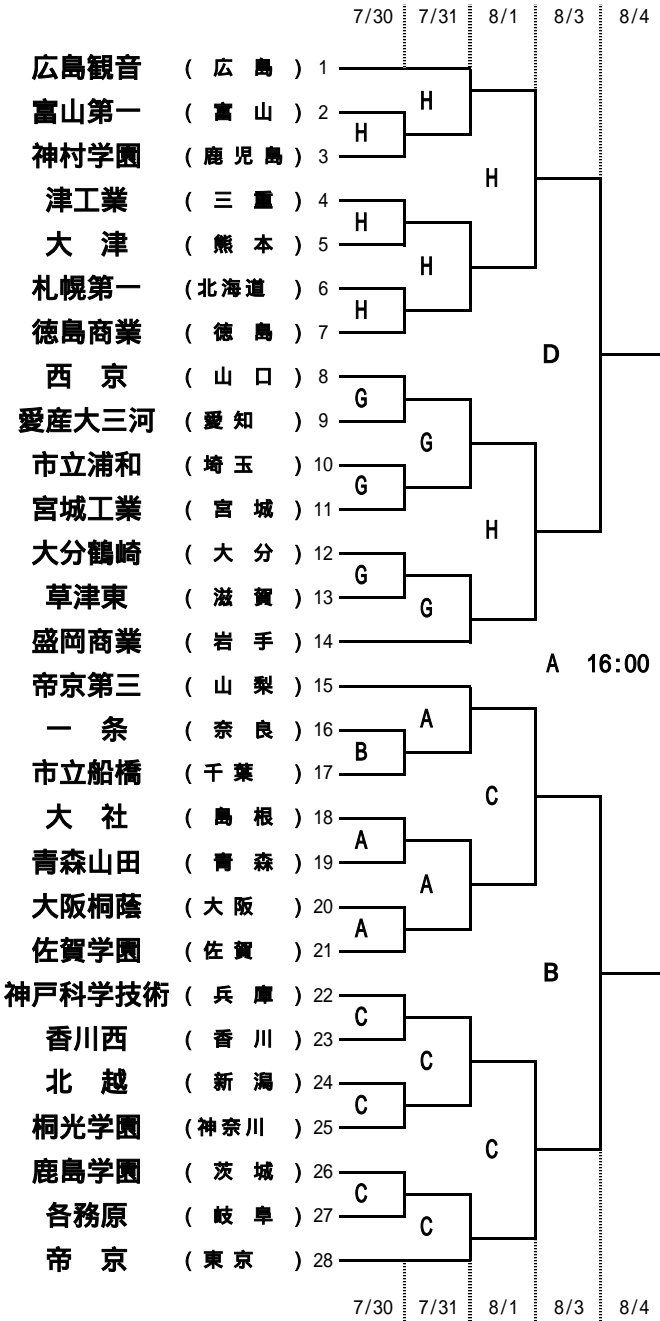 7/30 7/31 8/1 8/3 8/4
広島観音 (広島) 1
富山第一 (富山) 2
H
H
神村学園 (鹿児島) 3
H
津工業 (三重) 4
H
大津 (熊本) 5
H
札幌第一 (北海道) 6
H
徳島商業 (徳島) 7
D
西京 (山口) 8
G
愛産大三河 (愛知) 9
G
市立浦和 (埼玉) 10
G
宮城工業 (宮城) 11
H
大分鶴崎 (大分) 12
G
草津東 (滋賀) 13
G
盛岡商業 (岩手) 14
A 16:00
帝京第三 (山梨) 15
A
一条 (奈良) 16
B
市立船橋 (千葉) 17
C
大社 (島根) 18
A
青森山田 (青森) 19
A
大阪桐蔭 (大阪) 20
A
佐賀学園 (佐賀) 21
B
神戸科学技術 (兵庫) 22
C
香川西 (香川) 23
C
北越 (新潟) 24
C
桐光学園 (神奈川) 25
C
鹿島学園 (茨城) 26
C
各務原 (岐阜) 27
C
帝京 (東京) 28
7/30 7/31 8/1 8/3 8/4